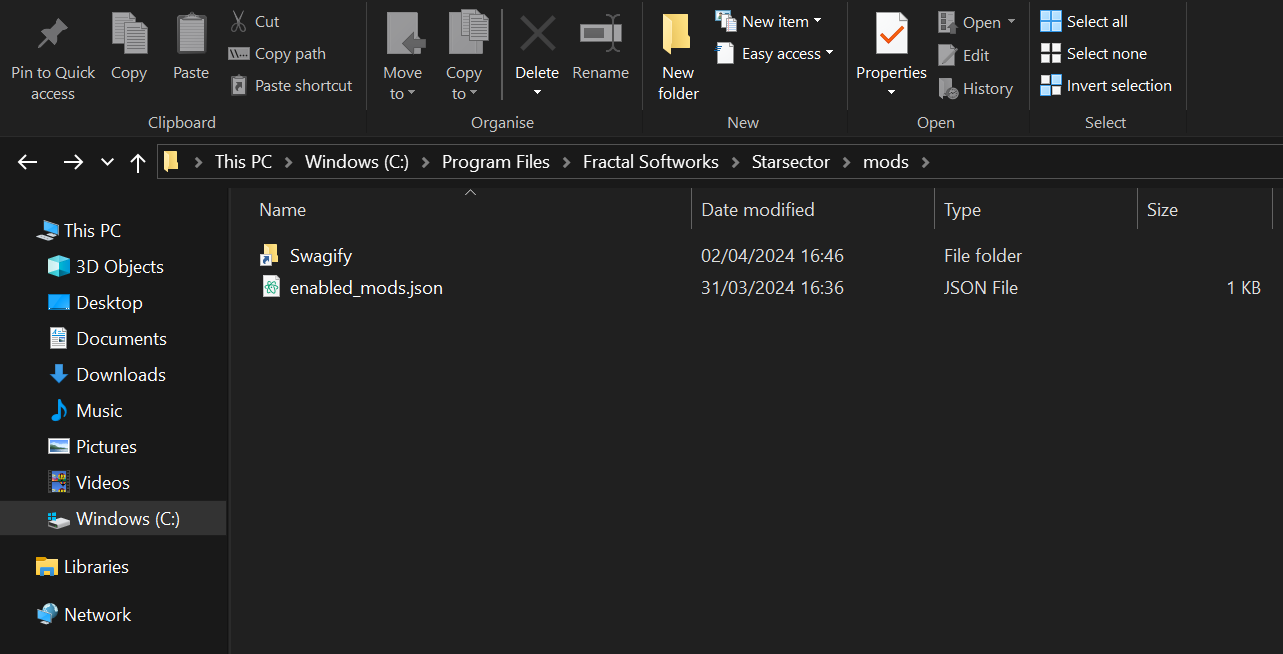 Pin to Quick
access
Copy
Paste
Cut
Copy path
Paste shortcut
Clipboard
Move
to
Copy
to
Delete
Rename
Organise
New
folder
New item
Easy access
New
Properties
Open
Edit
History
Open
Select all
Select none
Invert selection
Select
This PC Windows (C:) Program Files Fractal Softworks Starsector mods
This PC
3D Objects
Desktop
Documents
Downloads
Music
Pictures
Videos
Windows (C:)
Libraries
Network
Name Date modified Type Size
Swagify 02/04/2024 16:46 File folder
enabled_mods.json 31/03/2024 16:36 JSON File 1 KB